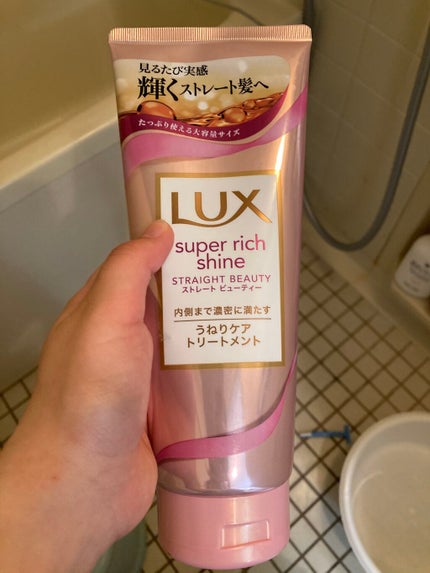 見るたび実感
輝くストレート髪へ
たっぷり使える大容量サイズ
LUX
super rich
shine
STRAIGHT BEAUTY
ストレート ビューティー
内側まで濃密に満たす
うねりケア
トリートメント